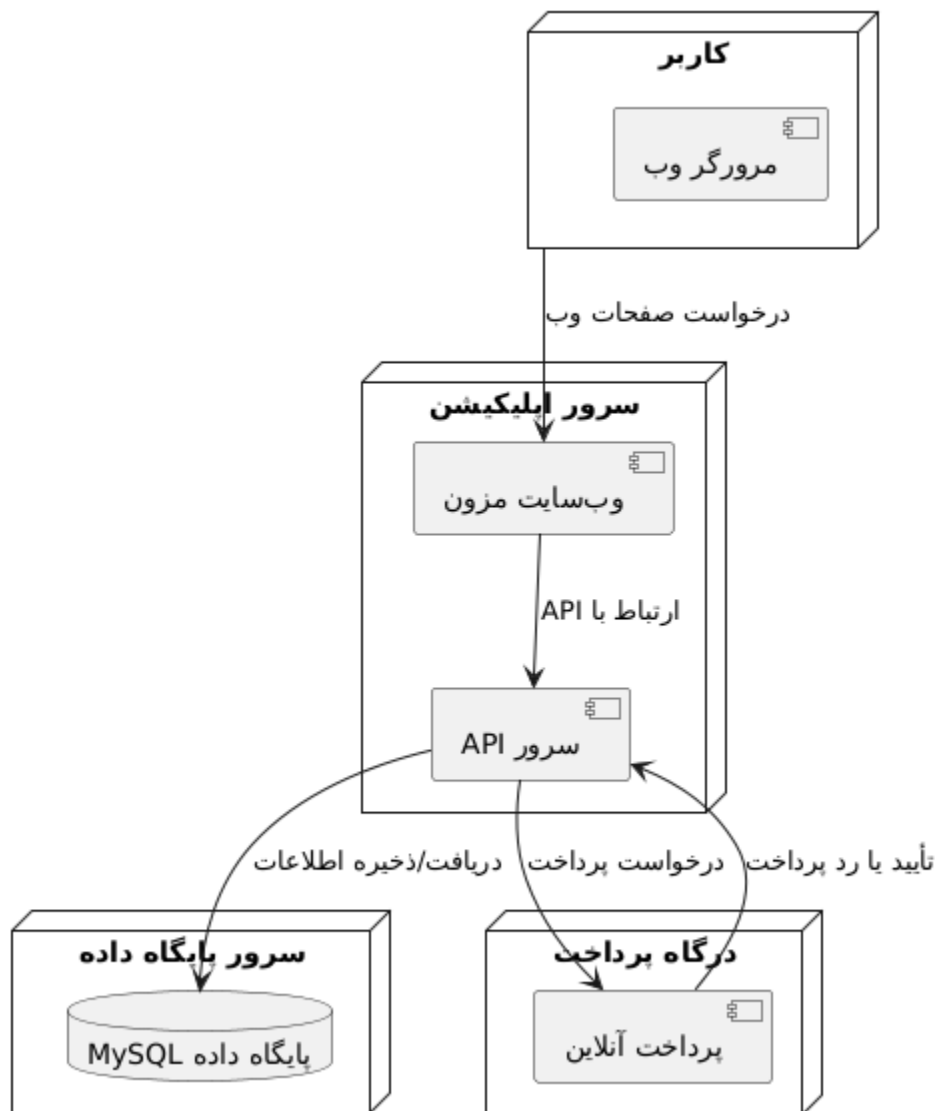 کاربر
مرورگر وب
درخواست صفحات وب
سرور اپلیکیشن
وب‌سایت مزون
ارتباط با API
سرور API
دریافت/ذخیره اطلاعات
درخواست پرداخت
تأیید یا رد پرداخت
سرور پایگاه داده
پایگاه داده MySQL
درگاه پرداخت
پرداخت آنلاین